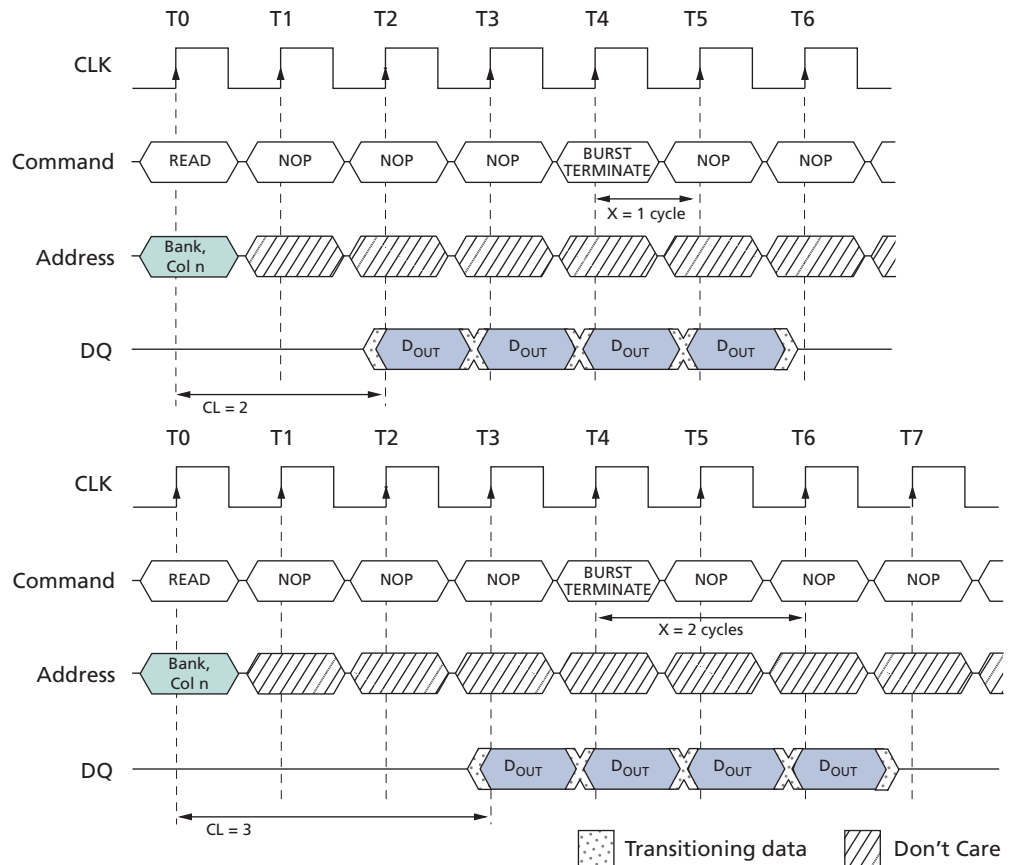 T0 T1 T2 T3 T4 T5 T6
CLK
Command READ NOP NOP NOP BURST TERMINATE NOP NOP
X = 1 cycle
Address Bank, Col n
DQ DOUT DOUT DOUT DOUT
CL = 2
T0 T1 T2 T3 T4 T5 T6 T7
CLK
Command READ NOP NOP NOP BURST TERMINATE NOP NOP NOP
X = 2 cycles
Address Bank, Col n
DQ DOUT DOUT DOUT DOUT
CL = 3
Transitioning data Don't Care